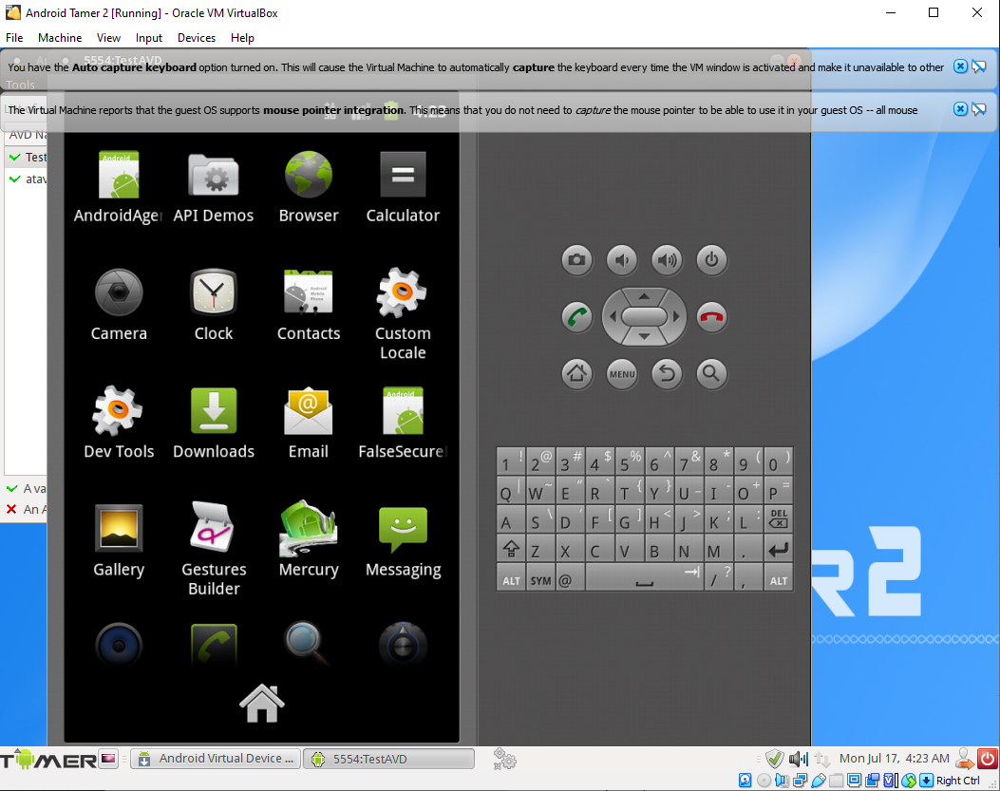 Android Tamer 2 [Running] - Oracle VM VirtualBox
File Machine View Input Devices Help
5554:TestAVD
You have the Auto capture keyboard option turned on. This will cause the Virtual Machine to automatically capture the keyboard every time the VM window is activated and make it unavailable to other
Tools
The Virtual Machine reports that the guest OS supports mouse pointer integration. This means that you do not need to capture the mouse pointer to be able to use it in your guest OS -- all mouse
4:23
AVD Na
Test
atav
AndroidAger API Demos Browser Calculator
Camera Clock Contacts Custom
Locale
Dev Tools Downloads Email FalseSecure
Gallery Gestures Mercury Messaging
Builder
A va
An A
MENU
1 ! 2 @ 3 # 4 $ 5 % 6 ^ 7 & 8 * 9 ( 0 )
Q | W ~ E “ R ` T { Y } U _ I - O + P =
A S \ D ' F [ G ] H < J > K ; L : DEL
Z X C V B N M .
ALT SYM @ / ? , ALT
R2
TAMER
Android Virtual Device ... 5554:TestAVD Mon Jul 17, 4:23 AM
Right Ctrl